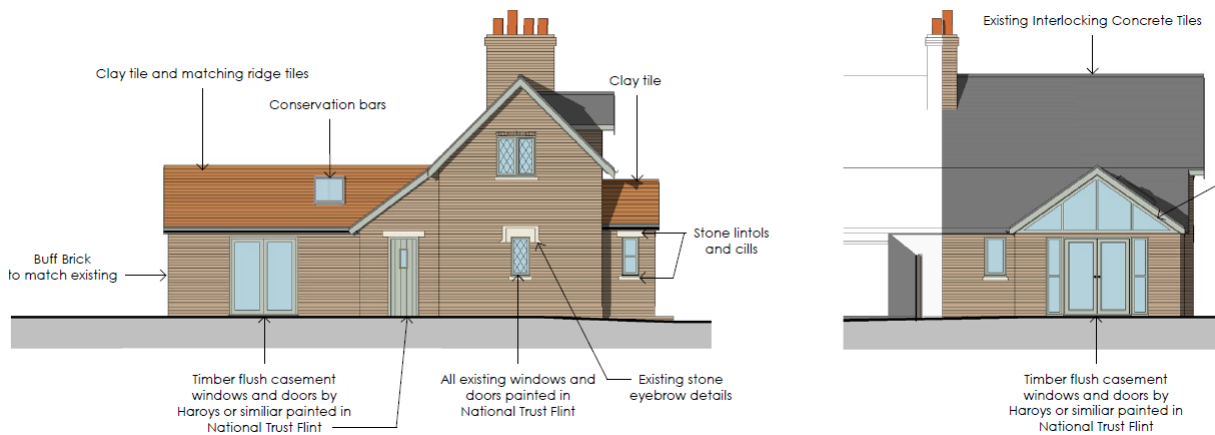 Clay tile and matching ridge tiles
Conservation bars
Clay tile
Buff Brick
to match existing
Stone lintols
and cills
Timber flush casement
windows and doors by
Haroys or similiar painted in
National Trust Flint
All existing windows and
doors painted in
National Trust Flint
Existing stone
eyebrow details
Existing Interlocking Concrete Tiles
Timber flush casement
windows and doors by
Haroys or similiar painted in
National Trust Flint